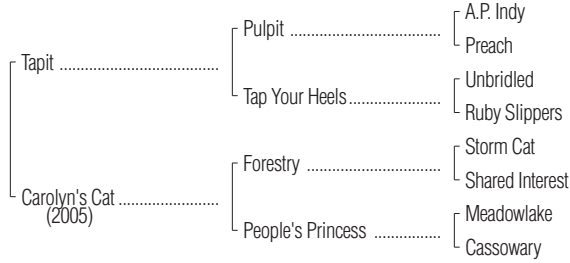 A.P. Indy
Pulpit
Preach
Tapit
Unbridled
Tap Your Heels
Ruby Slippers
Storm Cat
Forestry
Shared Interest
Carolyn's Cat
(2005)
Meadowlake
People's Princess
Cassowary